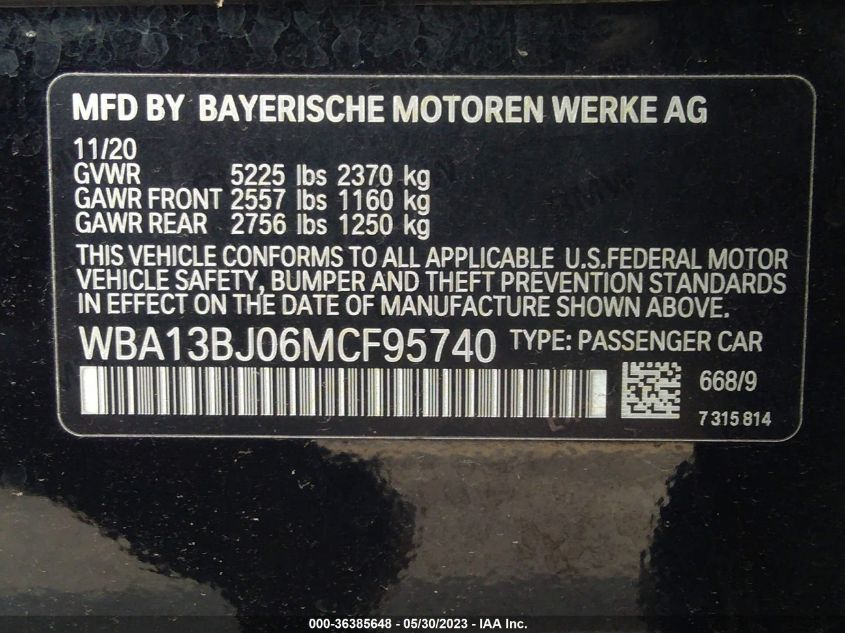 MFD BY BAYERISCHE MOTOREN WERKE AG
11/20
GVWR 5225 lbs 2370 kg
GAWR FRONT 2557 lbs 1160 kg
GAWR REAR 2756 lbs 1250 kg
THIS VEHICLE CONFORMS TO ALL APPLICABLE U.S.FEDERAL MOTOR
VEHICLE SAFETY, BUMPER AND THEFT PREVENTION STANDARDS
IN EFFECT ON THE DATE OF MANUFACTURE SHOWN ABOVE.
WBA13BJ06MCF95740 TYPE: PASSENGER CAR
668/9
7 315 814
000-36385648 - 05/30/2023 - IAA Inc.